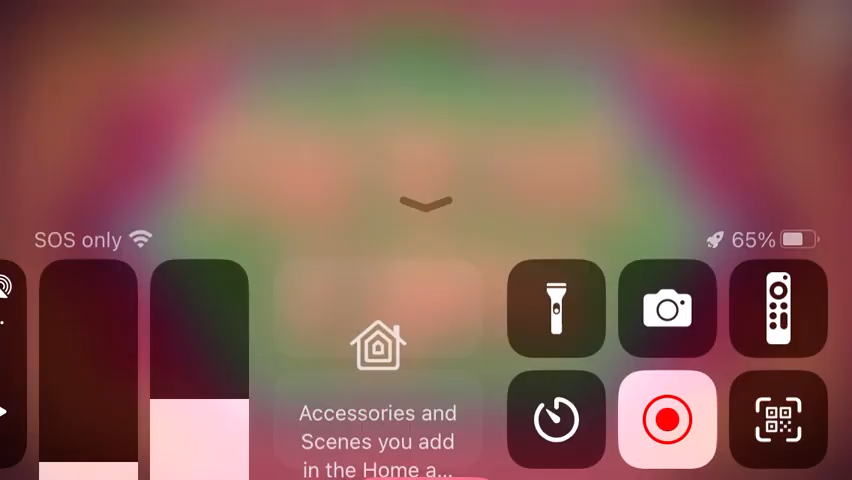 SOS only
65%
Accessories and
Scenes you add
in the Home a...